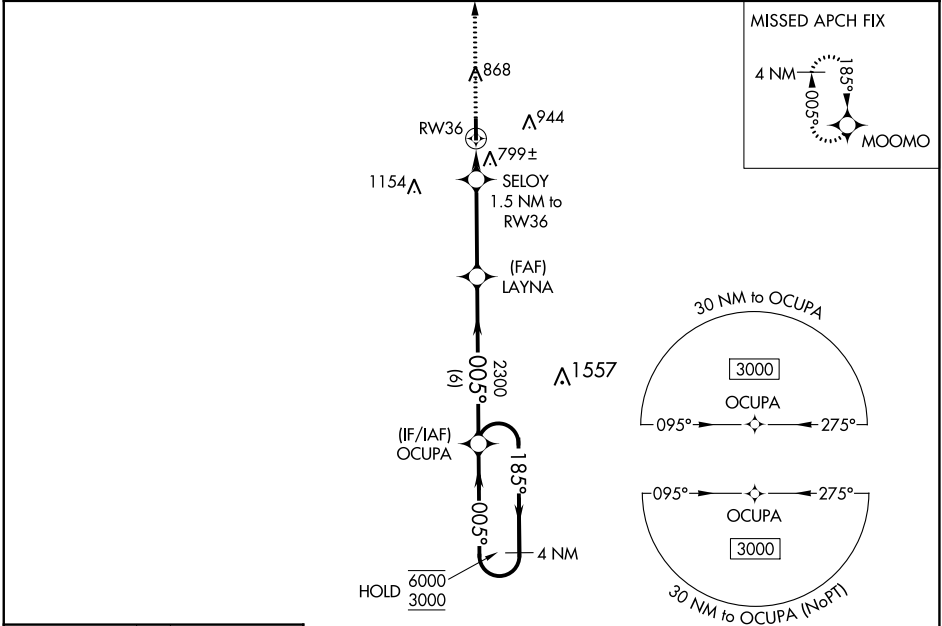 MISSED APCH FIX
4 NM
185°
005°
MOOMO
868
RW36
944
799±
1154
SELOY
1.5 NM to
RW36
(FAF)
LAYNA
2300
005°
(6)
1557
(IF/IAF)
OCUPA
185°
005°
4 NM
HOLD
6000
3000
30 NM to OCUPA
3000
OCUPA
095°
275°
095°
275°
OCUPA
3000
30 NM to OCUPA (NoPT)